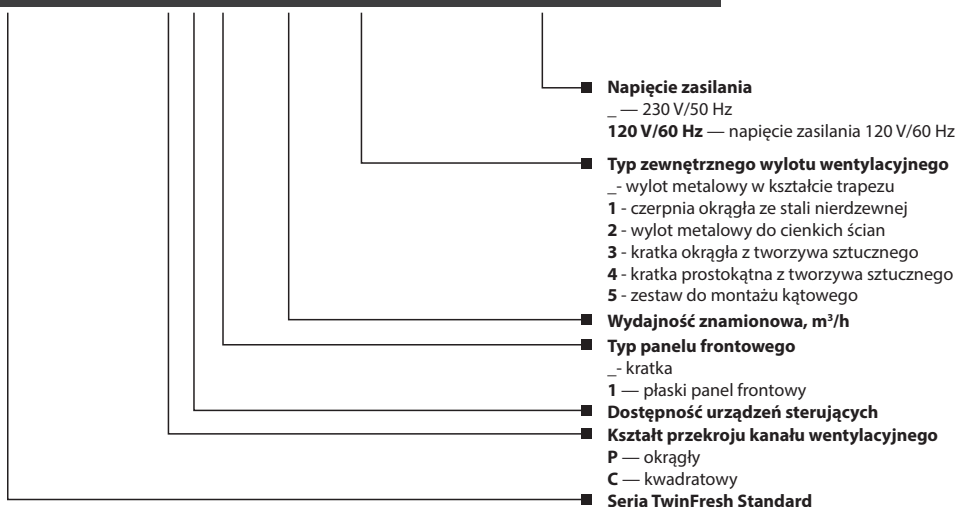 Napięcie zasilania
_ — 230 V/50 Hz
120 V/60 Hz — napięcie zasilania 120 V/60 Hz
Typ zewnętrznego wylotu wentylacyjnego
_- wylot metalowy w kształcie trapezu
1 - czerpnia okrągła ze stali nierdzewnej
2 - wylot metalowy do cienkich ścian
3 - kratka okrągła z tworzywa sztucznego
4 - kratka prostokątna z tworzywa sztucznego
5 - zestaw do montażu kątowego
Wydajność znamionowa, m³/h
Typ panelu frontowego
_- kratka
1 — płaski panel frontowy
Dostępność urządzeń sterujących
Kształt przekroju kanału wentylacyjnego
P — okrągły
C — kwadratowy
Seria TwinFresh Standard